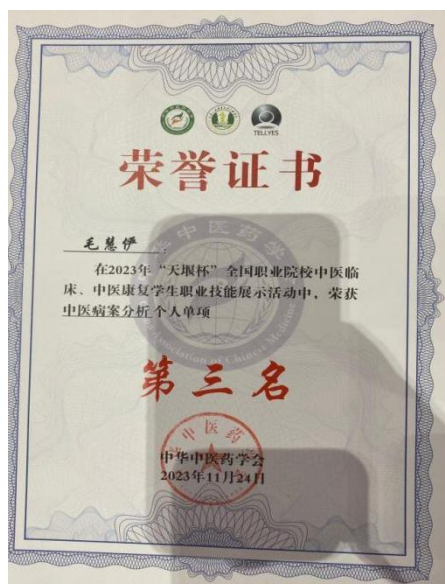 TELLYES
荣誉证书
毛慧伊
在2023年“天堰杯”全国职业院校中医临
床、中医康复学生职业技能展示活动中，荣获
中医病案分析个人单项
第三名
中华中医药学会
2023年11月24日